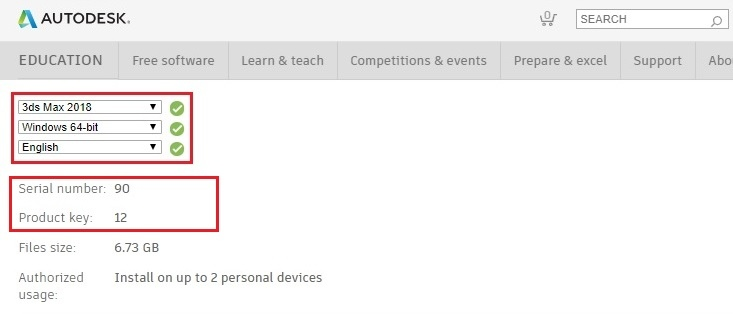 AUTODESK.
0
SEARCH
EDUCATION Free software Learn & teach Competitions & events Prepare & excel Support Abo
3ds Max 2018
Windows 64-bit
English
Serial number: 90
Product key: 12
Files size: 6.73 GB
Authorized Install on up to 2 personal devices
usage: